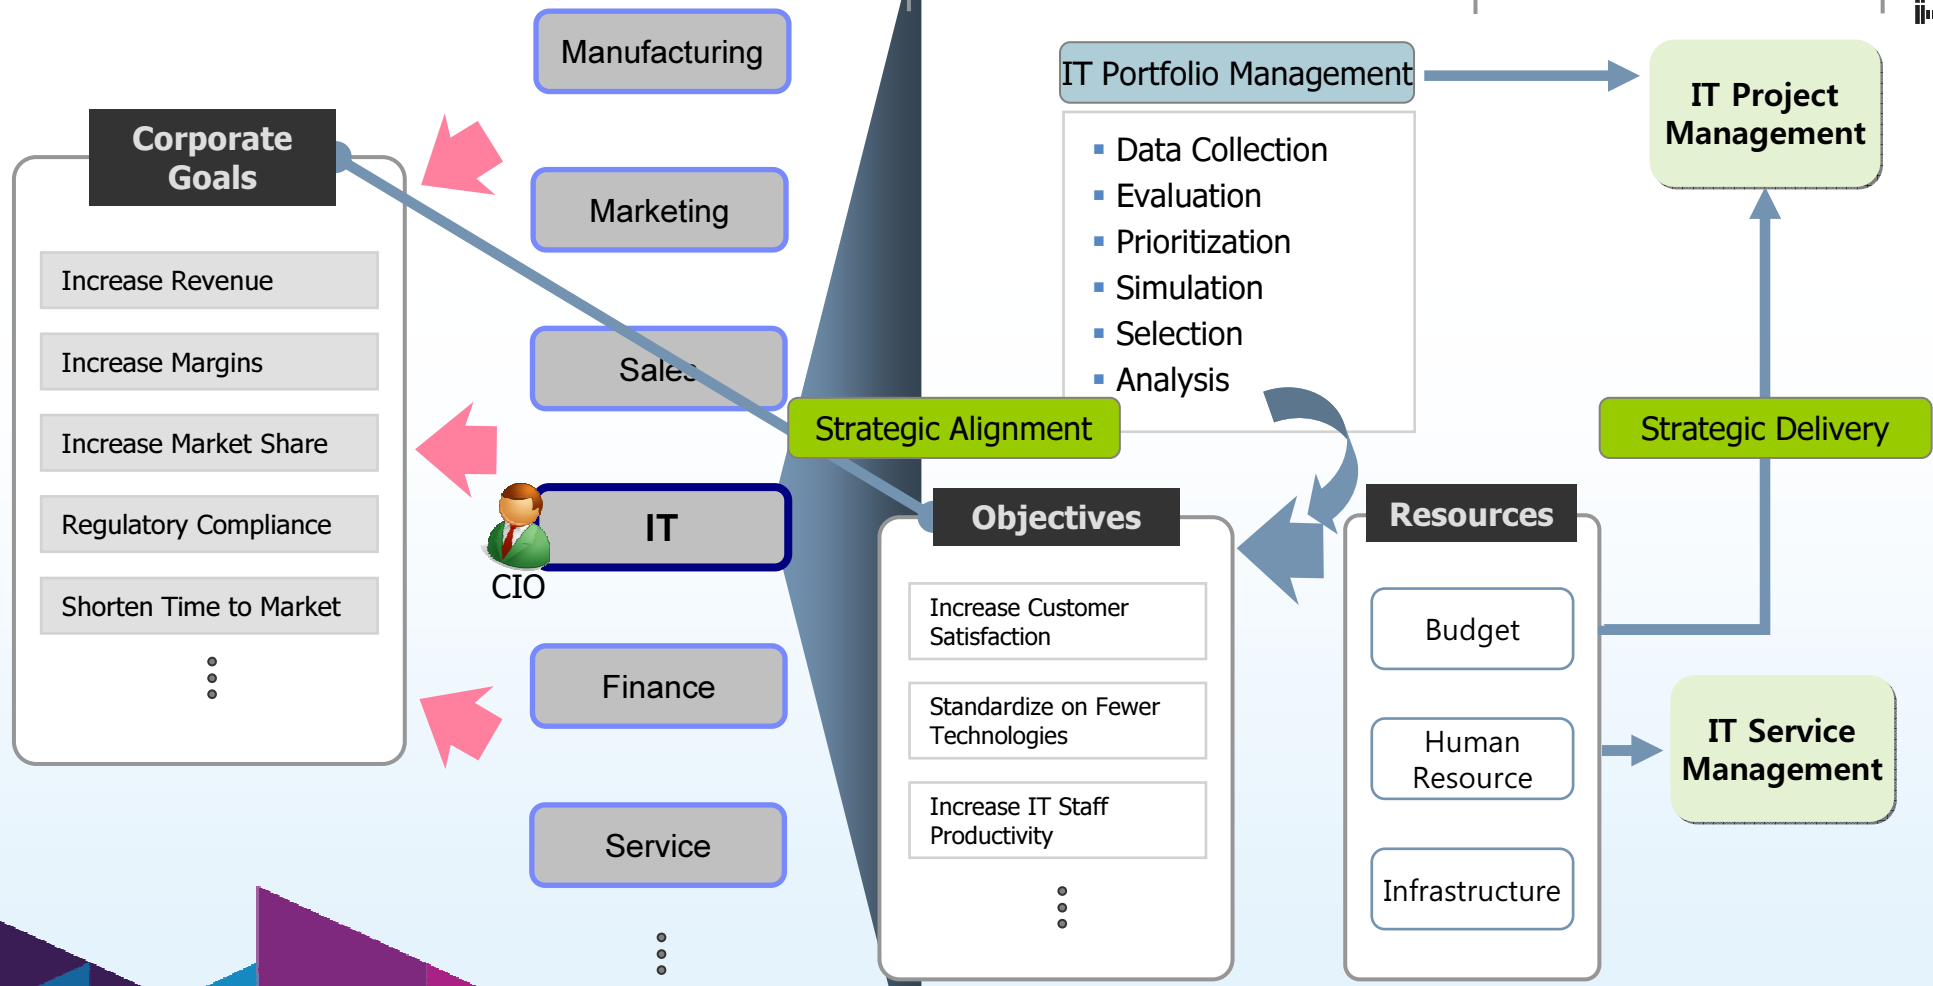 Corporate
Goals
Increase Revenue
Increase Margins
Increase Market Share
Regulatory Compliance
Shorten Time to Market
Manufacturing
Marketing
Sales
IT
CIO
Finance
Service
IT Portfolio Management
Data Collection
Evaluation
Prioritization
Simulation
Selection
Analysis
Strategic Alignment
Objectives
Increase Customer
Satisfaction
Standardize on Fewer
Technologies
Increase IT Staff
Productivity
Resources
Budget
Human
Resource
Infrastructure
IT Project
Management
Strategic Delivery
IT Service
Management